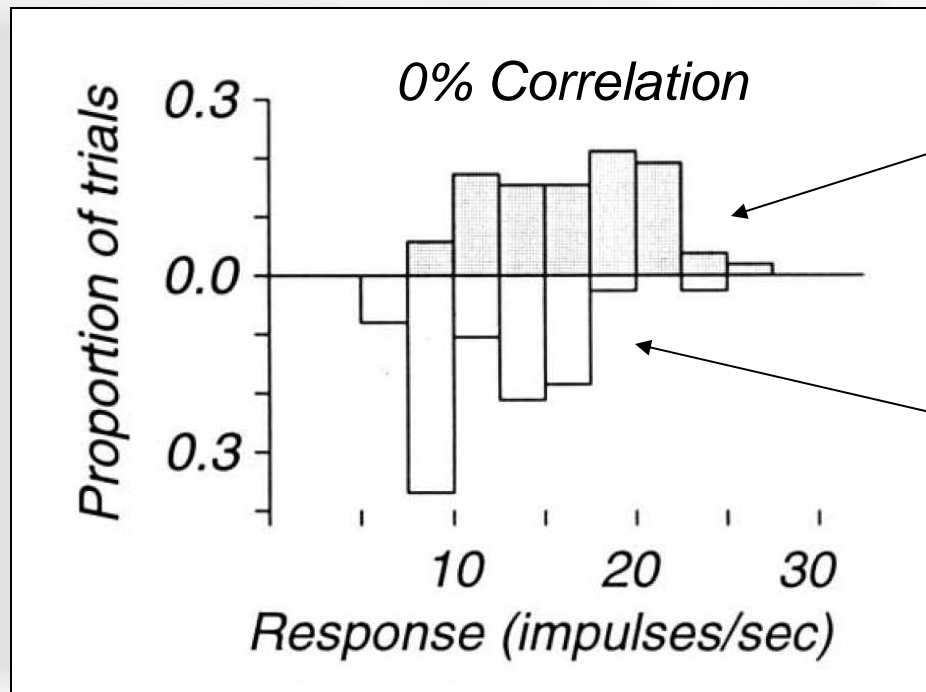 0% Correlation
Proportion of trials
0.3
0.0
0.3
10 20 30
Response (impulses/sec)